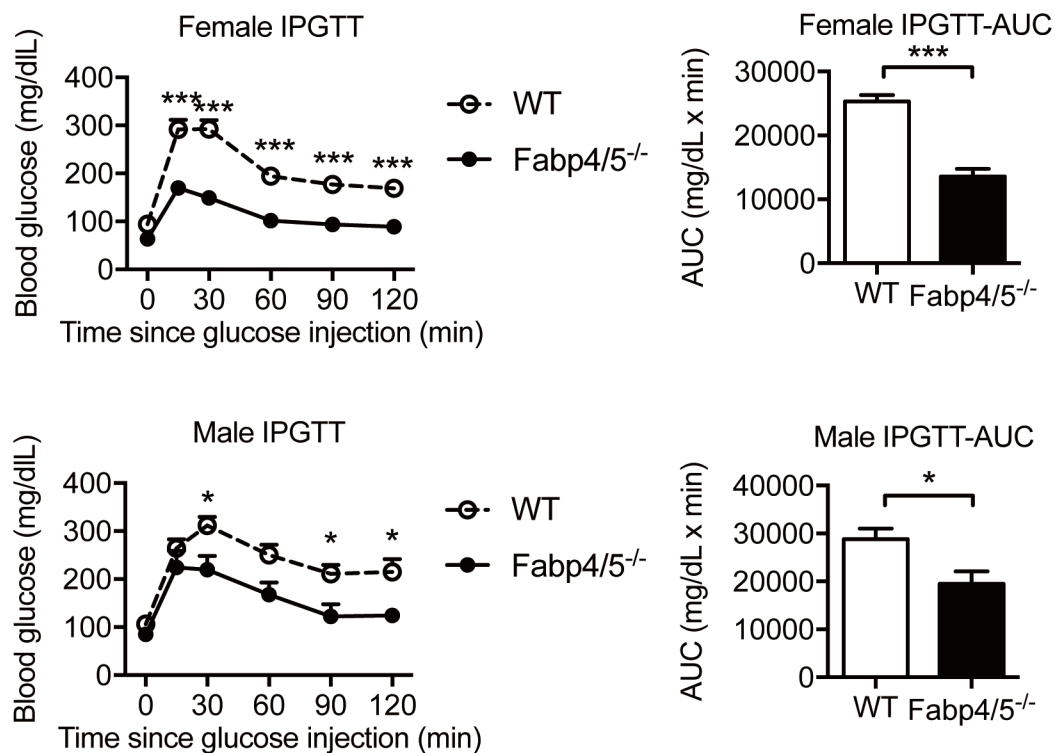 Female IPGTT
Blood glucose (mg/dlL)
400
300
200
100
0
***
***
***
***
***
WT
Fabp4/5-/-
0 30 60 90 120
Time since glucose injection (min)
Female IPGTT-AUC
AUC (mg/dL x min)
30000
20000
10000
0
***
WT Fabp4/5-/-
Male IPGTT
Blood glucose (mg/dlL)
400
300
200
100
0
*
*
*
WT
Fabp4/5-/-
0 30 60 90 120
Time since glucose injection (min)
Male IPGTT-AUC
AUC (mg/dL x min)
40000
30000
20000
10000
0
*
WT Fabp4/5-/-